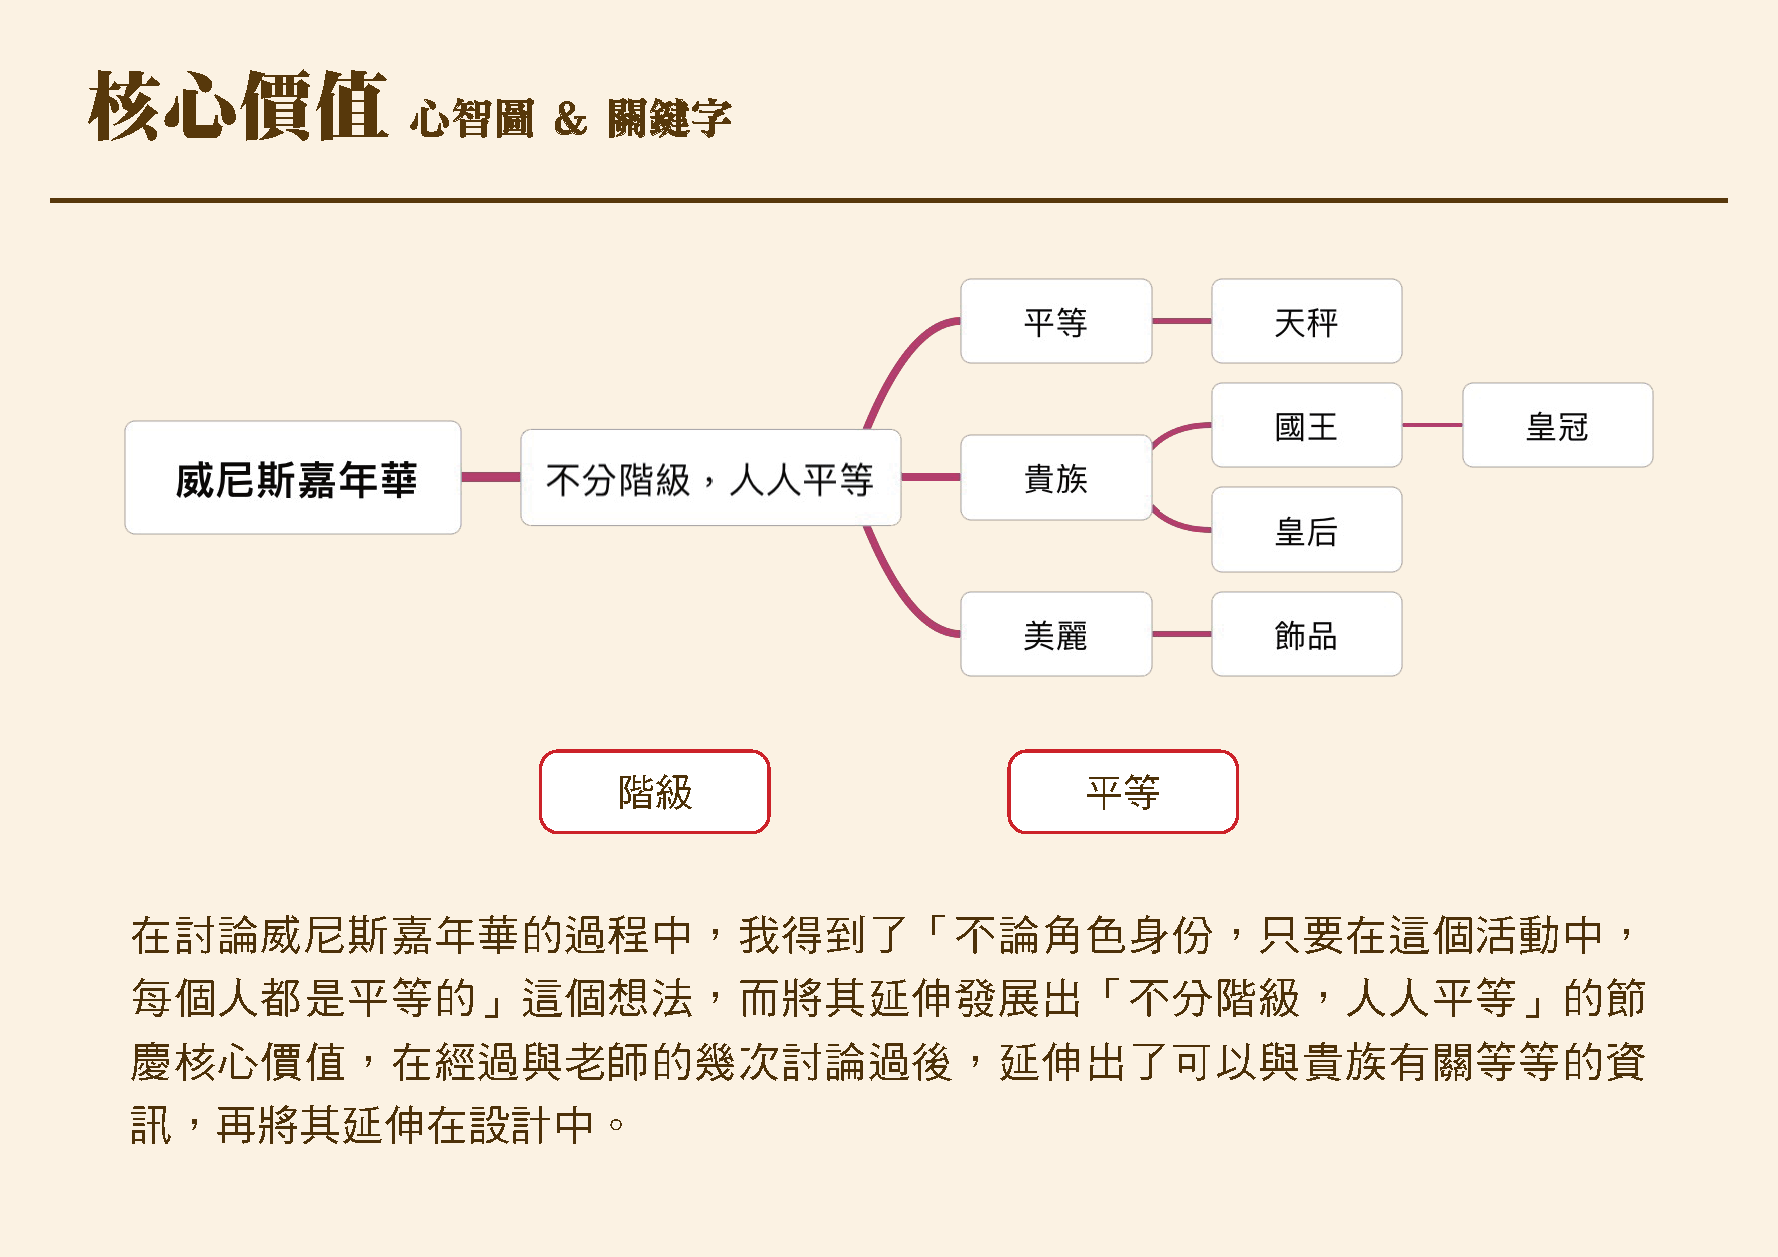 核心價值 心智圖 & 關鍵字
平等
天秤
國王
皇冠
威尼斯嘉年華
不分階級，人人平等
貴族
皇后
美麗
飾品
階級
平等
在討論威尼斯嘉年華的過程中，我得到了「不論角色身份，只要在這個活動中，
每個人都是平等的」這個想法，而將其延伸發展出「不分階級，人人平等」的節
慶核心價值，在經過與老師的幾次討論過後，延伸出了可以與貴族有關等等的資
訊，再將其延伸在設計中。